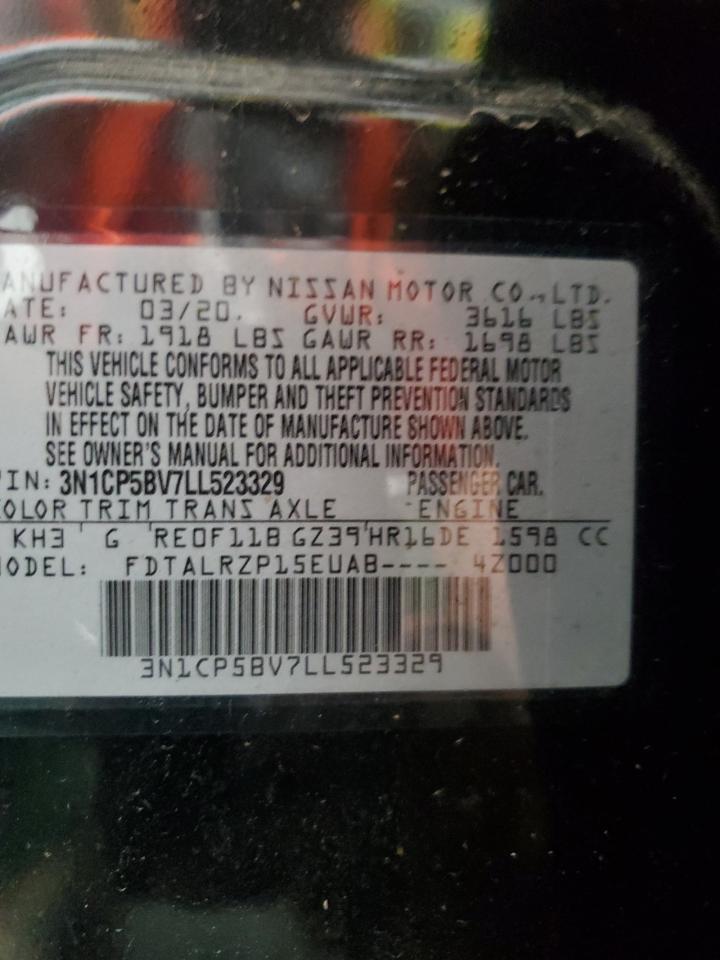 ANUFACTURED BY NISSAN MOTOR CO.,LTD.
ATE: 03/20. GVWR: 3616 LBS
AWR FR: 1918 LBS GAWR RR: 1698 LBS
THIS VEHICLE CONFORMS TO ALL APPLICABLE FEDERAL MOTOR
VEHICLE SAFETY, BUMPER AND THEFT PREVENTION STANDARDS
IN EFFECT ON THE DATE OF MANUFACTURE SHOWN ABOVE.
SEE OWNER'S MANUAL FOR ADDITIONAL INFORMATION.
IN: 3N1CP5BV7LL523329 PASSENGER CAR.
OLOR TRIM TRANS AXLE ENGINE
KH3 ' G 'RE0F11B GZ39'HR16DE 1598 CC
ODEL: FDTALRZP15EUAB---- 4Z000
3N1CP5BV7LL523329